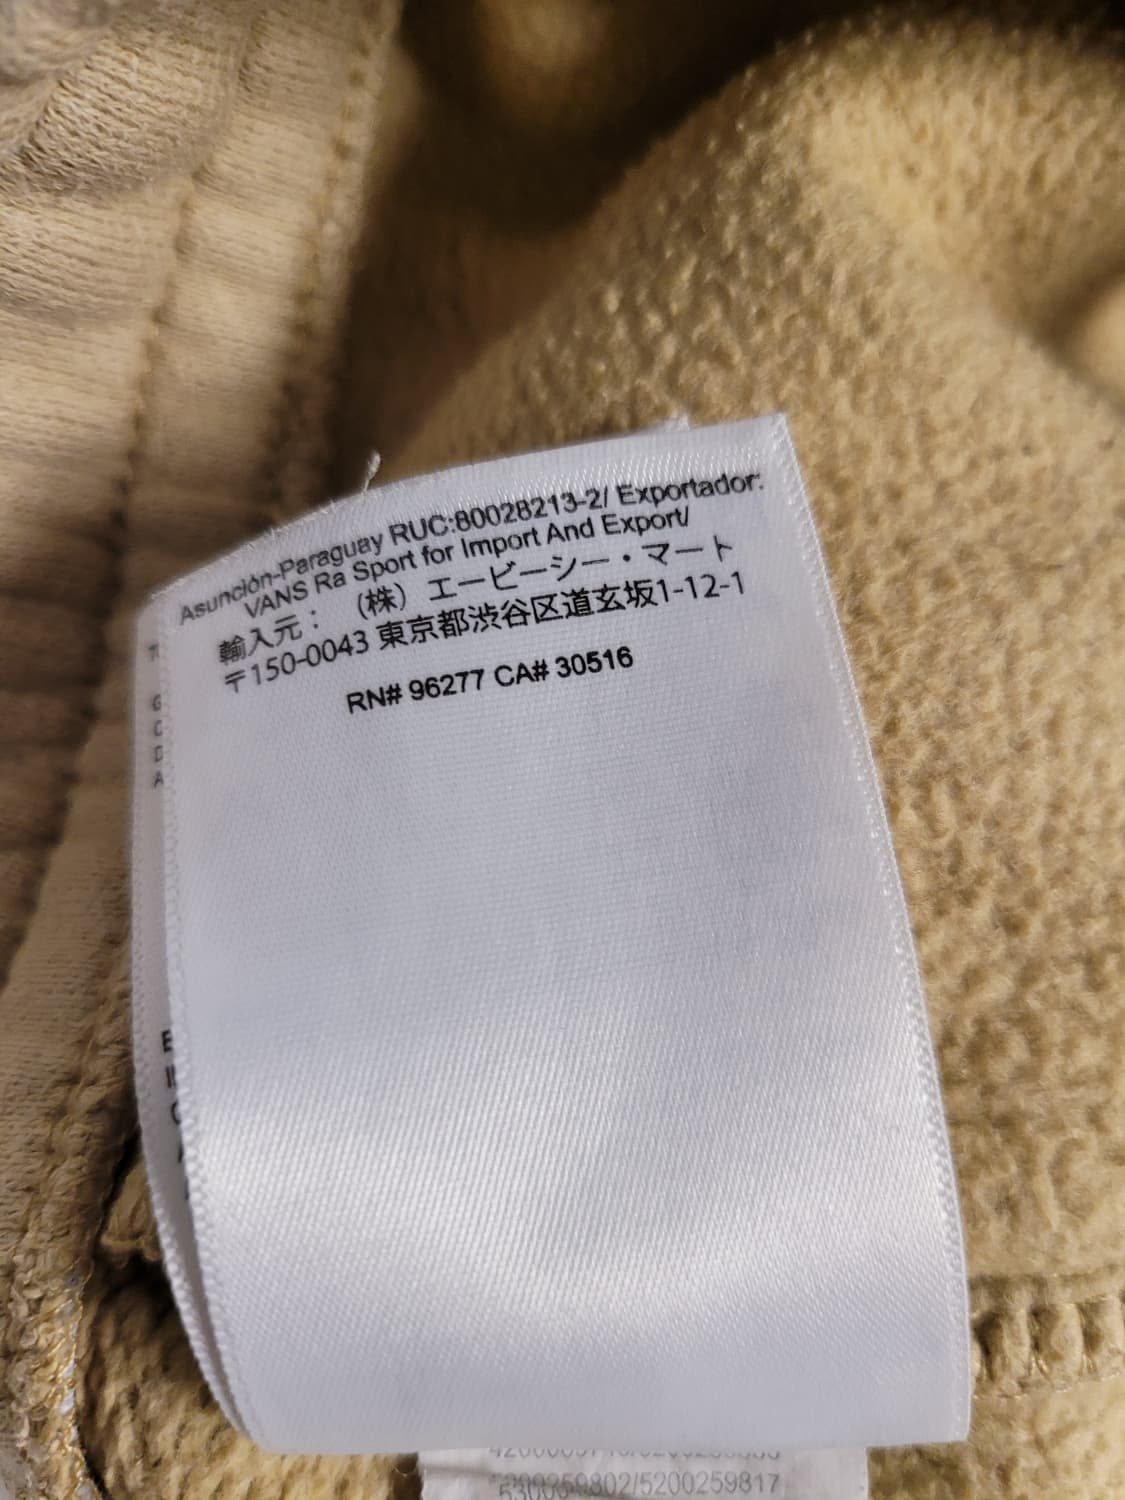 Asunción-Paraguay RUC:80028213-2/ Exportador:
VANS Ra Sport for Import And Export/
輸入元： （株）エービーシー・マート
〒150-0043 東京都渋谷区道玄坂1-12-1
RN# 96277 CA# 30516
5300259802/5200259817